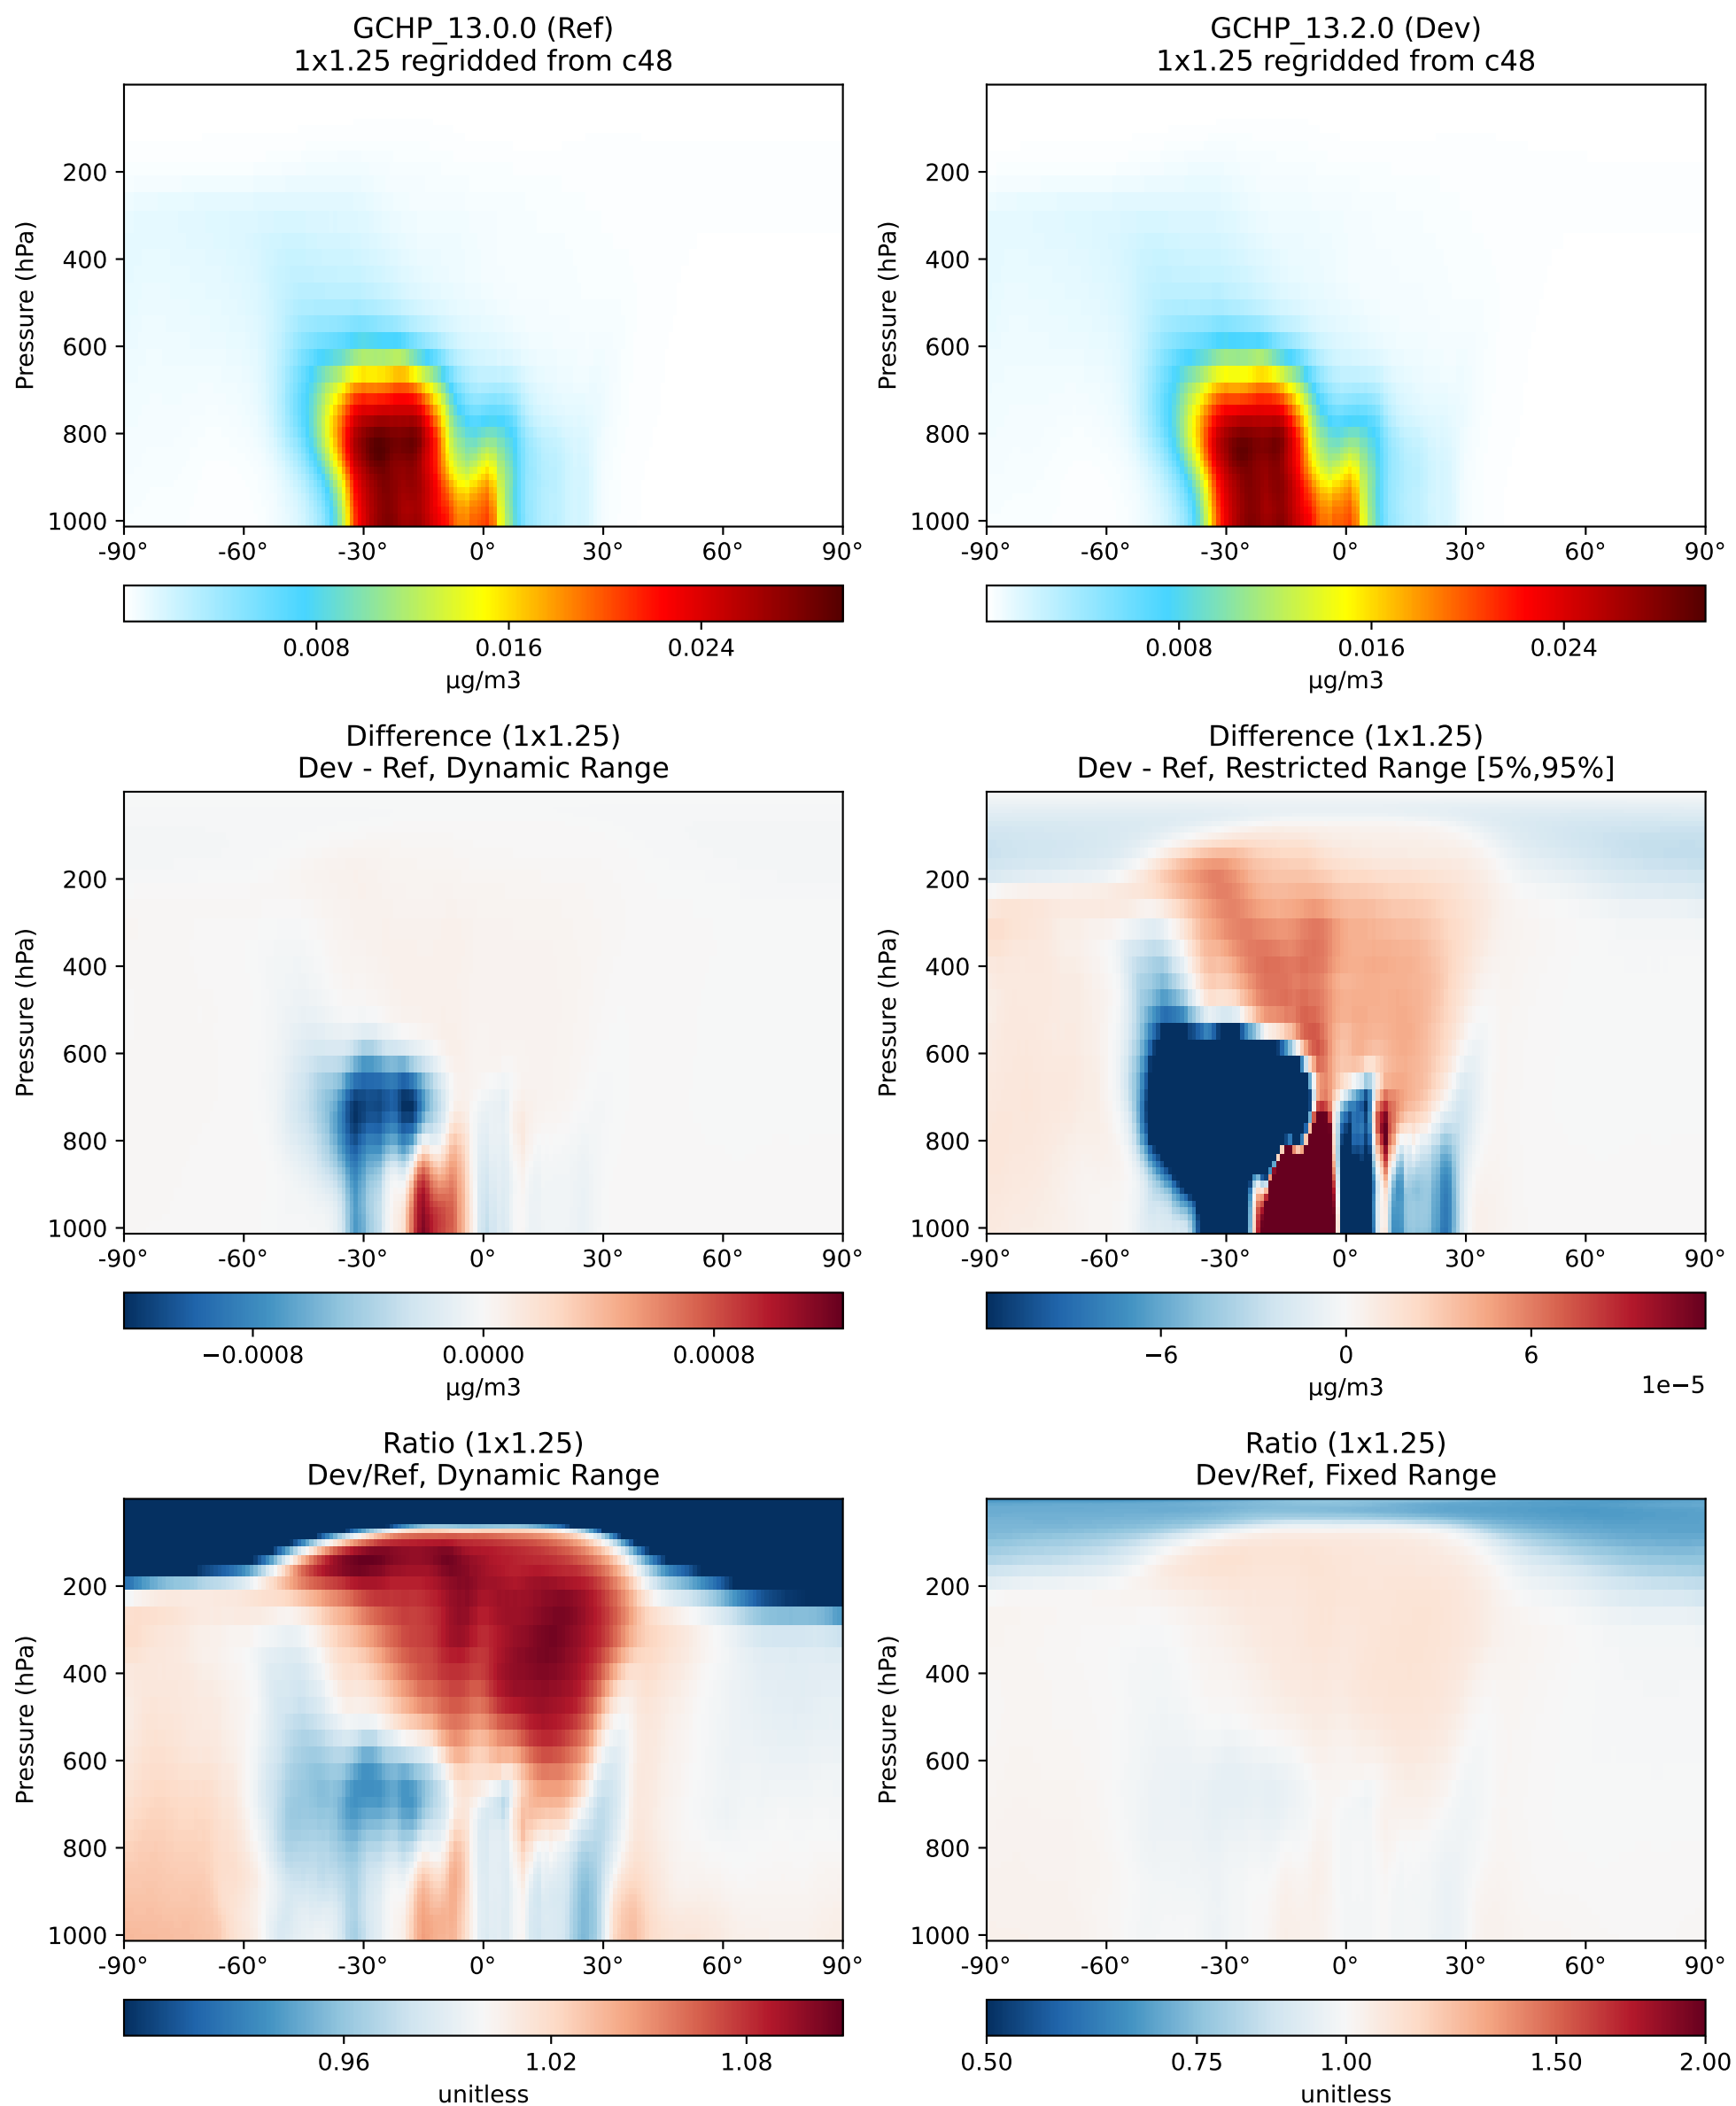 GCHP_13.0.0 (Ref)
1x1.25 regridded from c48
Pressure (hPa)
200
400
600
800
1000
-90° -60° -30° 0° 30° 60° 90°
0.008 0.016 0.024
µg/m3
GCHP_13.2.0 (Dev)
1x1.25 regridded from c48
Pressure (hPa)
200
400
600
800
1000
-90° -60° -30° 0° 30° 60° 90°
0.008 0.016 0.024
µg/m3
Difference (1x1.25)
Dev - Ref, Dynamic Range
Pressure (hPa)
200
400
600
800
1000
-90° -60° -30° 0° 30° 60° 90°
−0.0008 0.0000 0.0008
µg/m3
Difference (1x1.25)
Dev - Ref, Restricted Range [5%,95%]
Pressure (hPa)
200
400
600
800
1000
-90° -60° -30° 0° 30° 60° 90°
−6 0 6
µg/m3
1e−5
Ratio (1x1.25)
Dev/Ref, Dynamic Range
Pressure (hPa)
200
400
600
800
1000
-90° -60° -30° 0° 30° 60° 90°
0.96 1.02 1.08
unitless
Ratio (1x1.25)
Dev/Ref, Fixed Range
Pressure (hPa)
200
400
600
800
1000
-90° -60° -30° 0° 30° 60° 90°
0.50 0.75 1.00 1.50 2.00
unitless